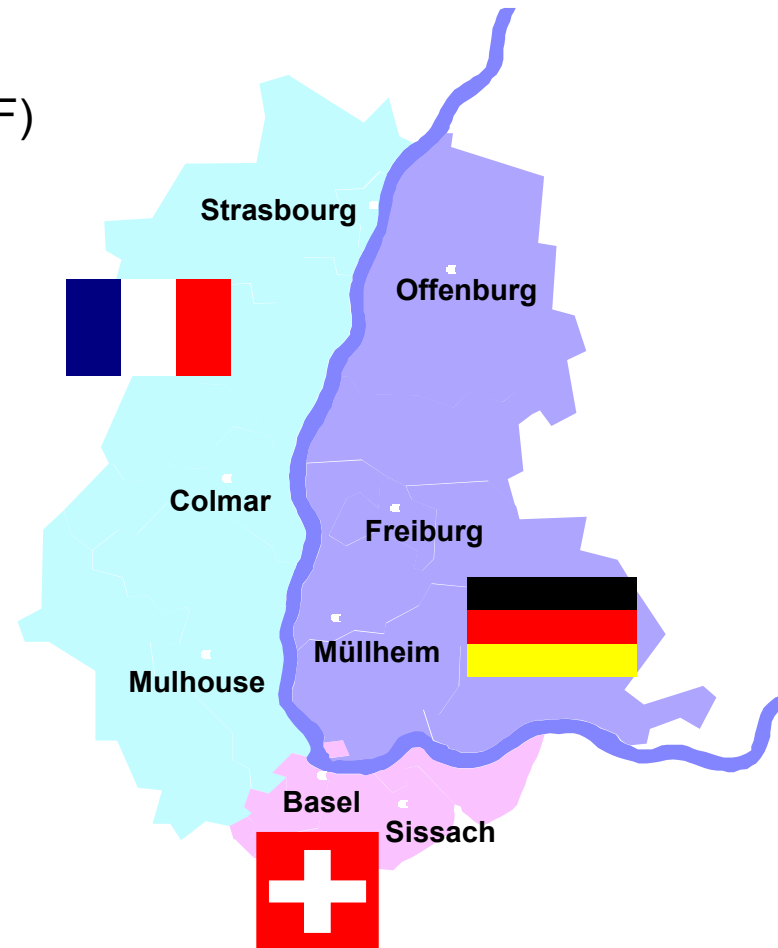 F)
Strasbourg
Offenburg
Colmar
Freiburg
Müllheim
Mulhouse
Basel
Sissach